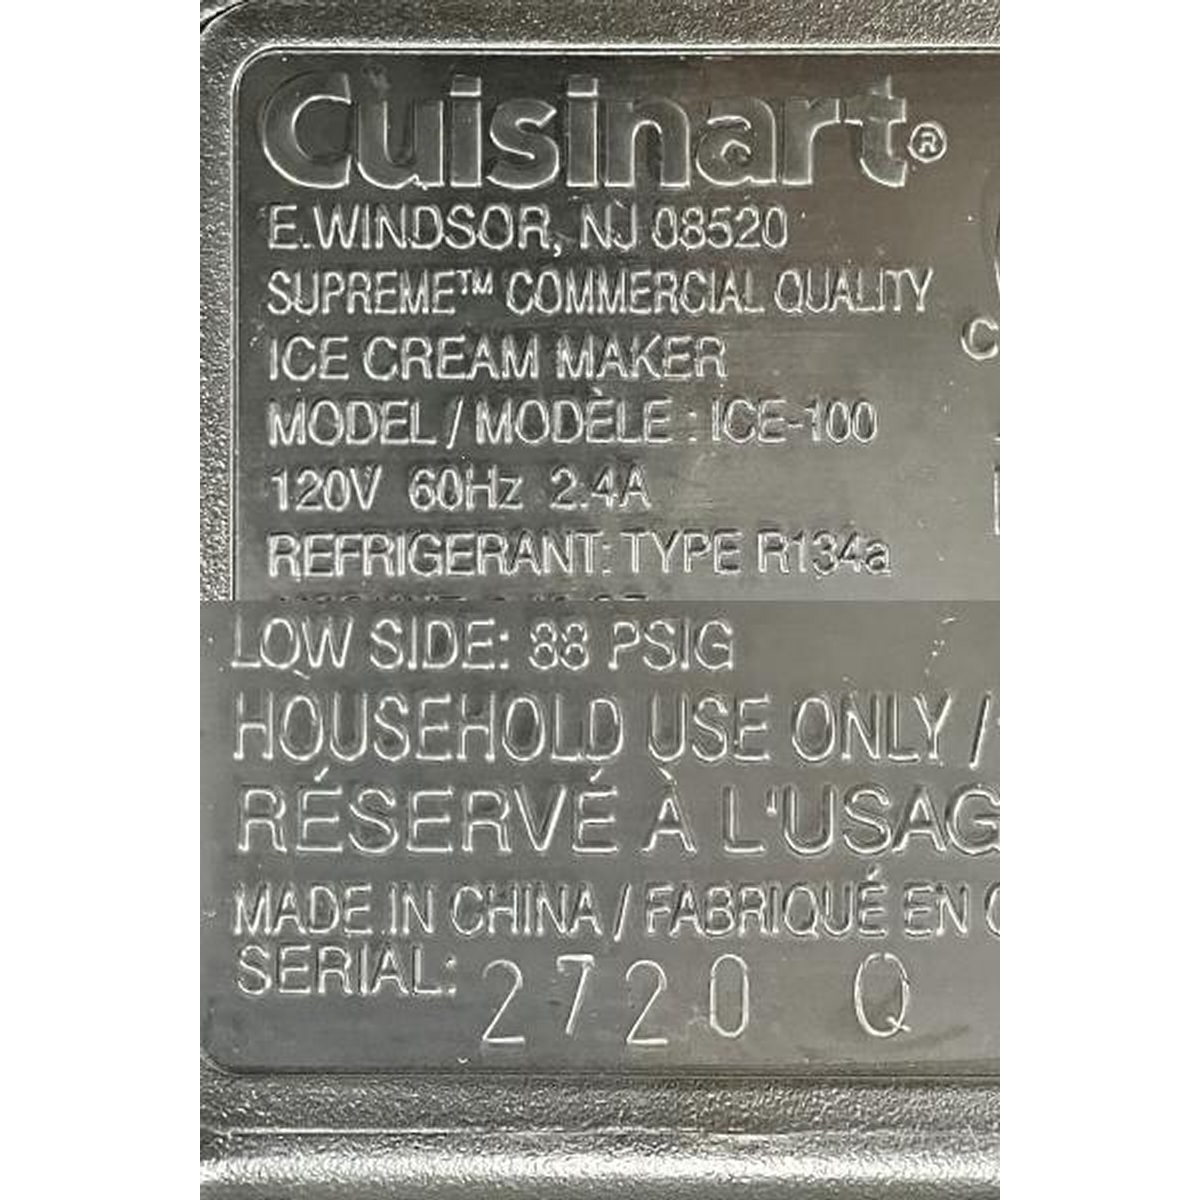 Cuisinart®
E.WINDSOR, NJ 08520
SUPREME™ COMMERCIAL QUALITY
ICE CREAM MAKER
MODEL / MODÈLE : ICE-100
120V 60Hz 2.4A
REFRIGERANT: TYPE R134a
LOW SIDE: 88 PSIG
HOUSEHOLD USE ONLY /
RÉSERVÉ À L'USAG
MADE IN CHINA / FABRIQUÉ EN C
SERIAL: 2720 Q